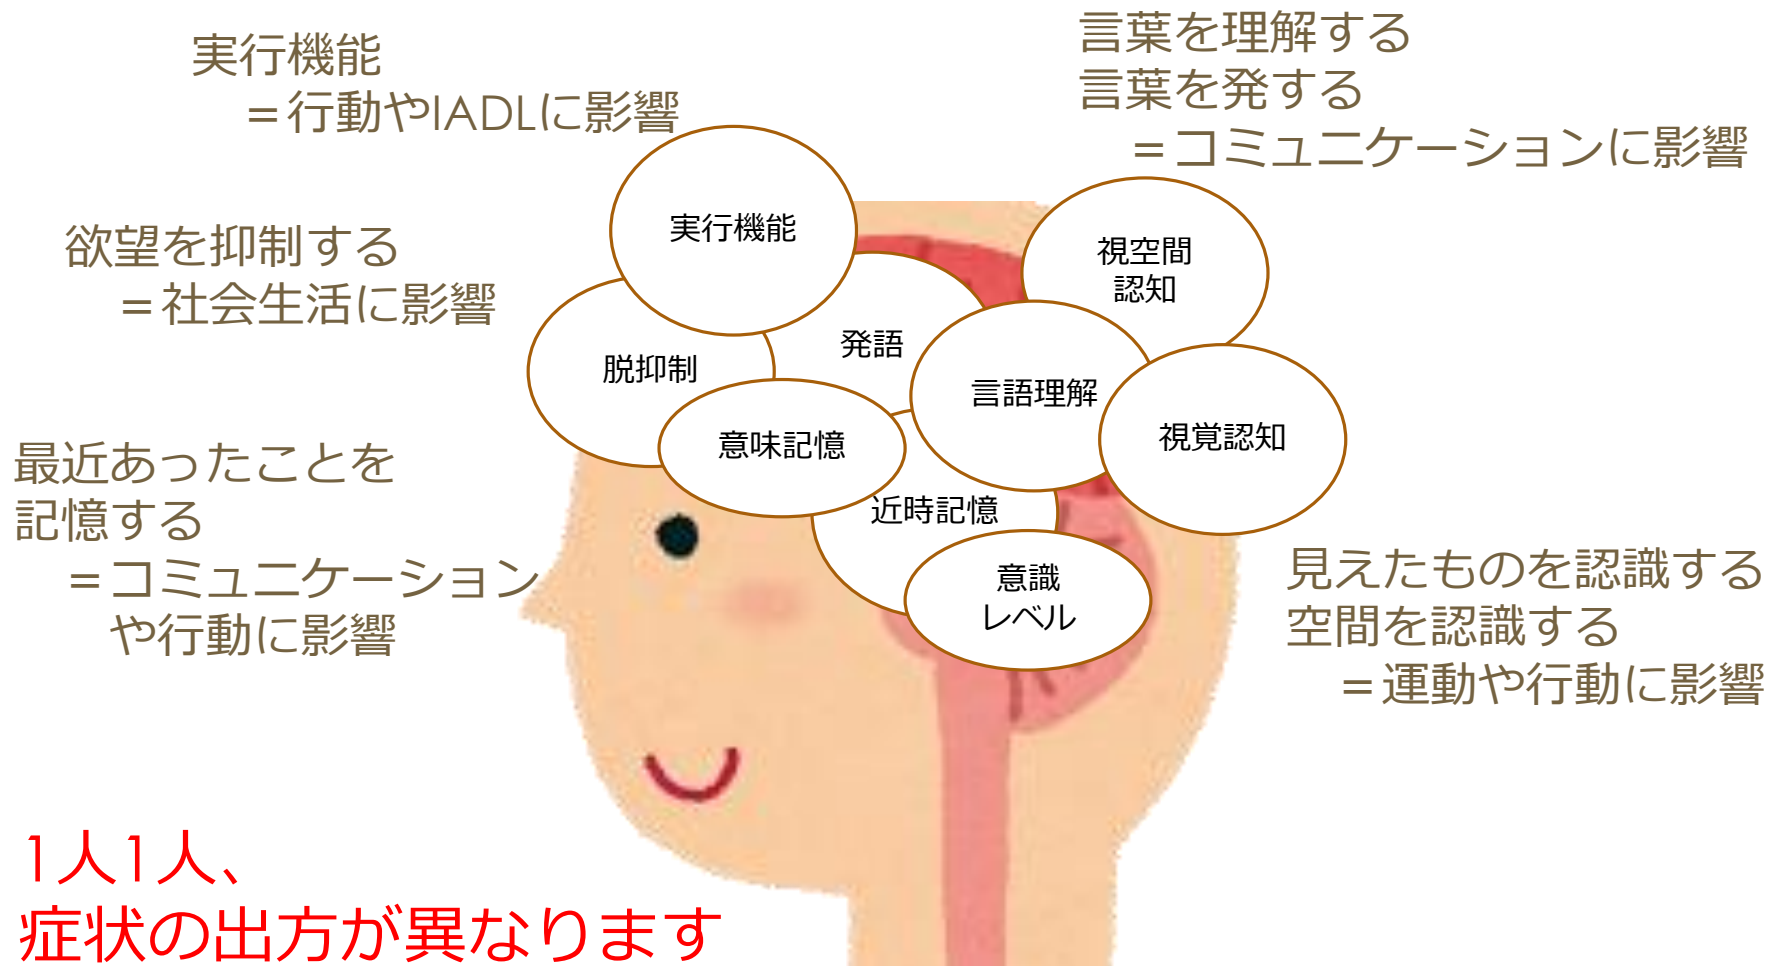 実行機能
＝行動やIADLに影響
言葉を理解する
言葉を発する
＝コミュニケーションに影響
欲望を抑制する
＝社会生活に影響
最近あったことを
記憶する
＝コミュニケーション
や行動に影響
実行機能
視空間
認知
発語
脱抑制
言語理解
視覚認知
意味記憶
近時記憶
意識
レベル
見えたものを認識する
空間を認識する
＝運動や行動に影響
1人1人、
症状の出方が異なります